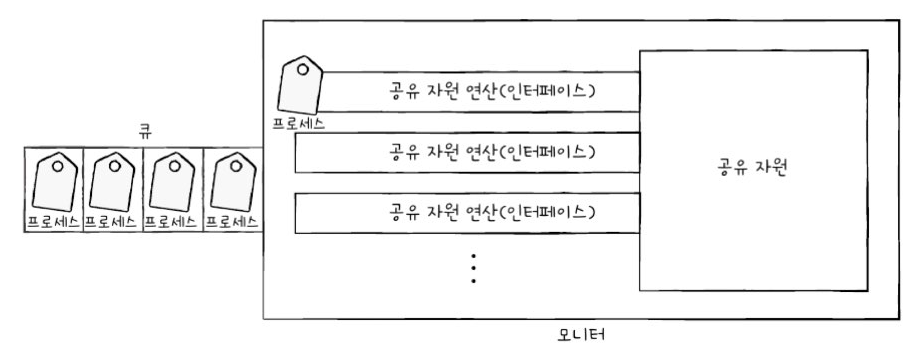 공유 자원 연산(인터페이스)
프로세스
큐
공유 자원 연산(인터페이스)
공유 자원
프로세스 프로세스 프로세스 프로세스
공유 자원 연산(인터페이스)
모니터